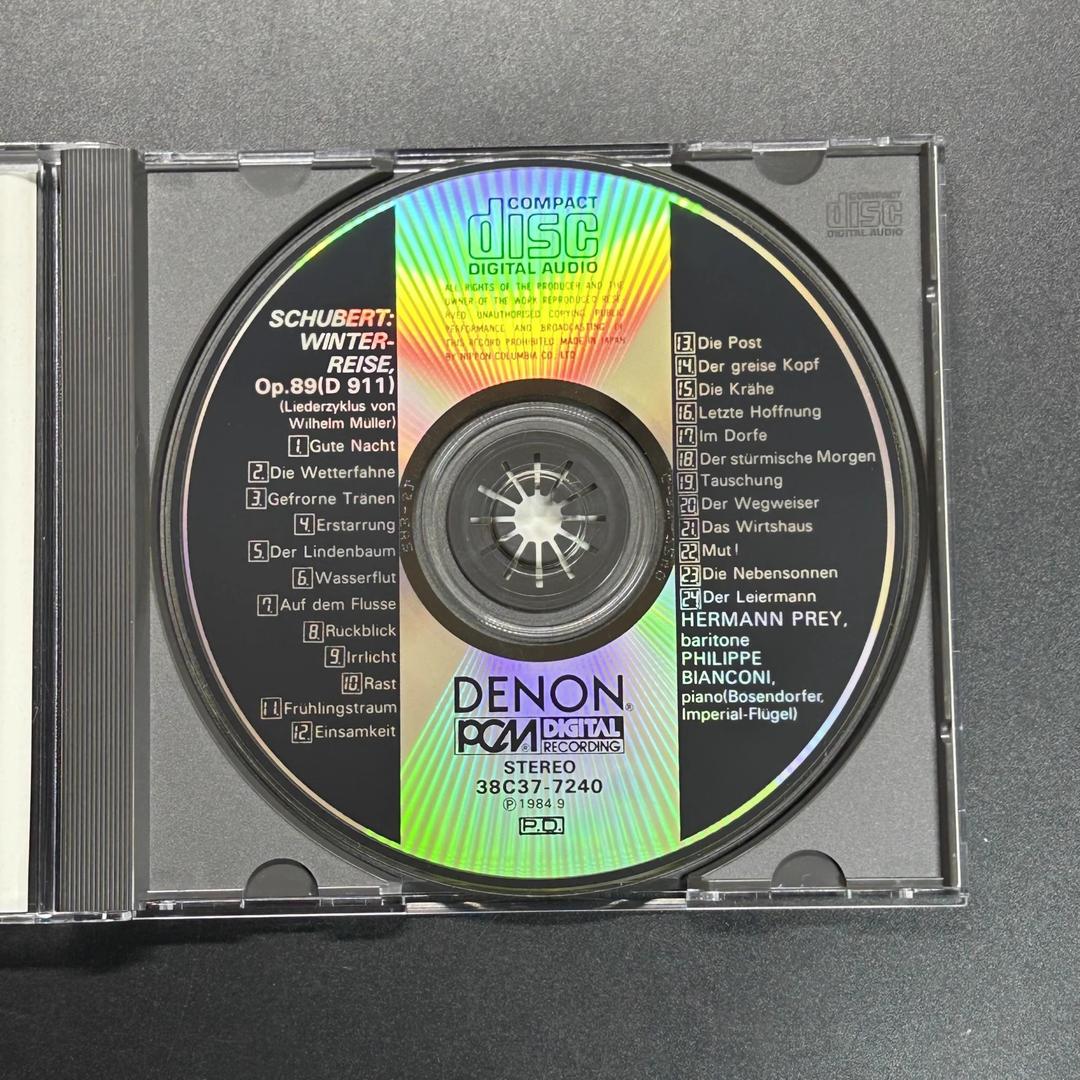 COMPACT
disc
DIGITAL AUDIO
ALL RIGHTS OF THE PRODUCER AND THE
OWNER OF THE WORK REPRODUCED RESE-
RVED UNAUTHORISED COPYING PUBLIC
PERFORMANCE AND BROADCASTING OF
THIS RECORD PROHIBITED MADE IN JAPAN
BY NIPPON COLUMBIA CO., LTD
SCHUBERT:
WINTER-
REISE,
Op.89(D 911)
(Liederzyklus von
Wilhelm Müller)
1. Gute Nacht
2. Die Wetterfahne
3. Gefrorne Tränen
4. Erstarrung
5. Der Lindenbaum
6. Wasserflut
7. Auf dem Flusse
8. Rückblick
9. Irrlicht
10. Rast
11. Frühlingstraum
12. Einsamkeit
13. Die Post
14. Der greise Kopf
15. Die Krähe
16. Letzte Hoffnung
17. Im Dorfe
18. Der stürmische Morgen
19. Tauschung
20. Der Wegweiser
21. Das Wirtshaus
22. Mut!
23. Die Nebensonnen
24. Der Leiermann
HERMANN PREY,
baritone
PHILIPPE
BIANCONI,
piano(Bosendorfer,
Imperial-Flügel)
DENON®
PCM® DIGITAL
RECORDING
STEREO
38C37-7240
℗ 1984.9
P.D.
COMPACT
disc
DIGITAL AUDIO